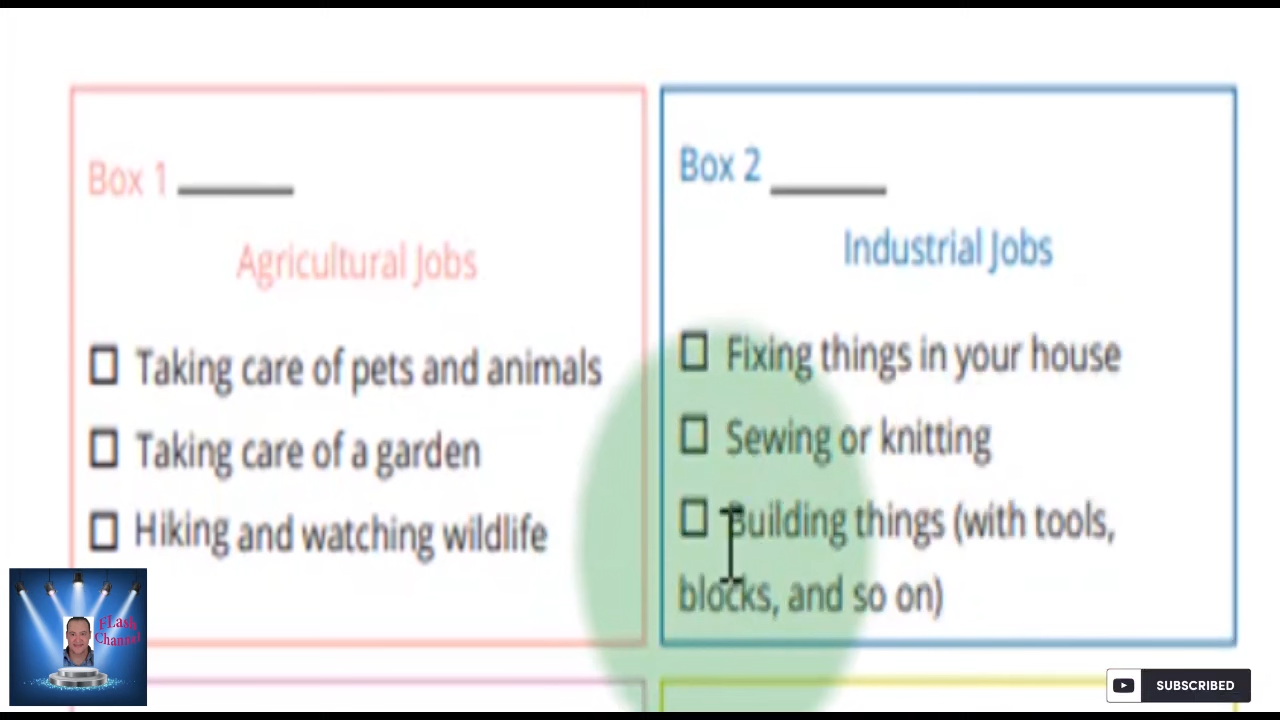 Box 1 ______
Agricultural Jobs
☐ Taking care of pets and animals
☐ Taking care of a garden
☐ Hiking and watching wildlife
Box 2 ______
Industrial Jobs
☐ Fixing things in your house
☐ Sewing or knitting
☐ Building things (with tools,
blocks, and so on)
FLash
Channel
SUBSCRIBED